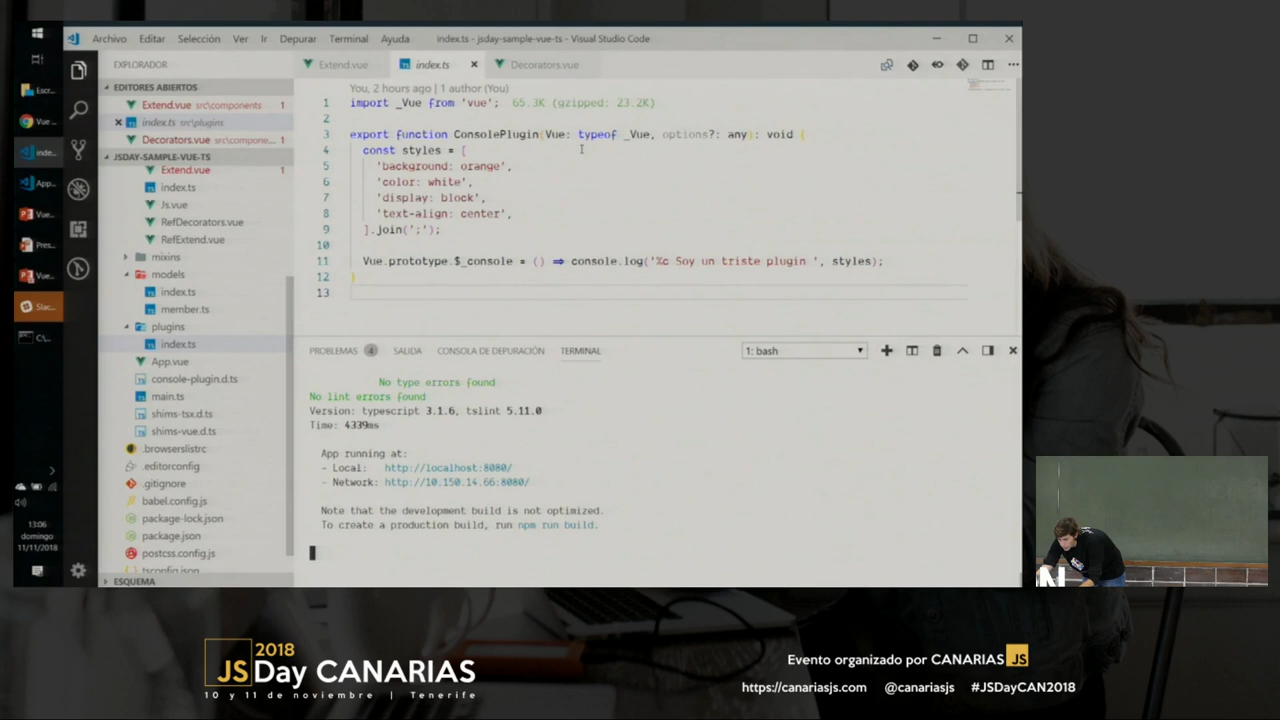 Archivo Editar Selección Ver Ir Depurar Terminal Ayuda index.ts - jsday-sample-vue-ts - Visual Studio Code
EXPLORADOR
EDITORES ABIERTOS
Extend.vue src\components 1
index.ts src\plugins
Decorators.vue src\compone... 1
JSDAY-SAMPLE-VUE-TS
Extend.vue 1
index.ts
Js.vue
RefDecorators.vue
RefExtend.vue
mixins
models
index.ts
member.ts
plugins
index.ts
App.vue
console-plugin.d.ts
main.ts
shims-tsx.d.ts
shims-vue.d.ts
.browserslistrc
.editorconfig
.gitignore
babel.config.js
package-lock.json
package.json
postcss.config.js
tsconfig.json
ESQUEMA
Extend.vue index.ts Decorators.vue
You, 2 hours ago | 1 author (You)
1 import _Vue from 'vue'; 65.3K (gzipped: 23.2K)
2
3 export function ConsolePlugin(Vue: typeof _Vue, options?: any): void {
4 const styles = [
5 'background: orange',
6 'color: white',
7 'display: block',
8 'text-align: center',
9 ].join(';');
10
11 Vue.prototype.$_console = () => console.log('%c Soy un triste plugin ', styles);
12 }
13
PROBLEMAS 4 SALIDA CONSOLA DE DEPURACIÓN TERMINAL 1: bash
No type errors found
No lint errors found
Version: typescript 3.1.6, tslint 5.11.0
Time: 4339ms
App running at:
- Local: http://localhost:8080/
- Network: http://10.150.14.66:8080/
Note that the development build is not optimized.
To create a production build, run npm run build.
Escr...
Vue ...
inde...
App...
Vue...
Pres...
Vue...
Slac...
C:\...
13:06
domingo
11/11/2018
N
2018
JSDay CANARIAS
10 y 11 de noviembre | Tenerife
Evento organizado por CANARIAS JS
https://canariasjs.com @canariasjs #JSDayCAN2018